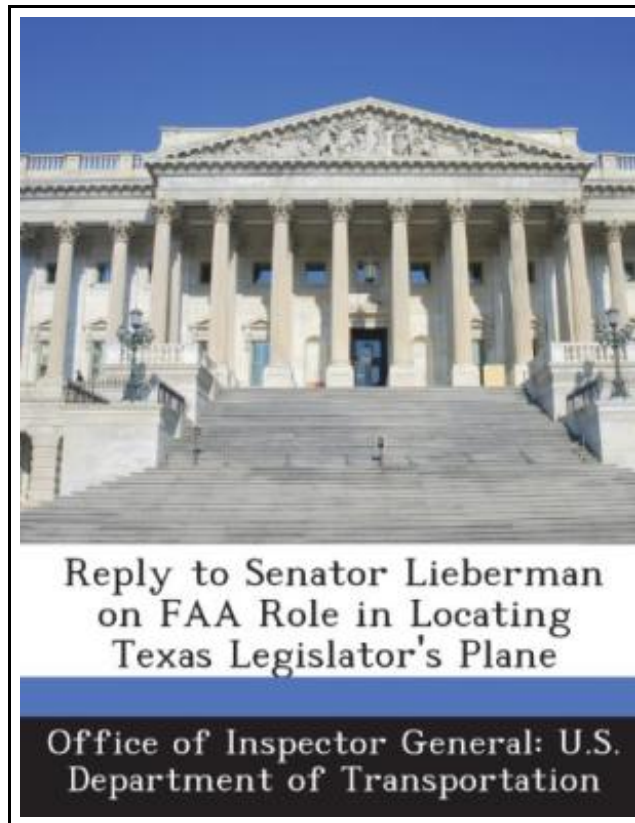 Reply to Senator Lieberman
on FAA Role in Locating
Texas Legislator's Plane
Office of Inspector General: U.S.
Department of Transportation